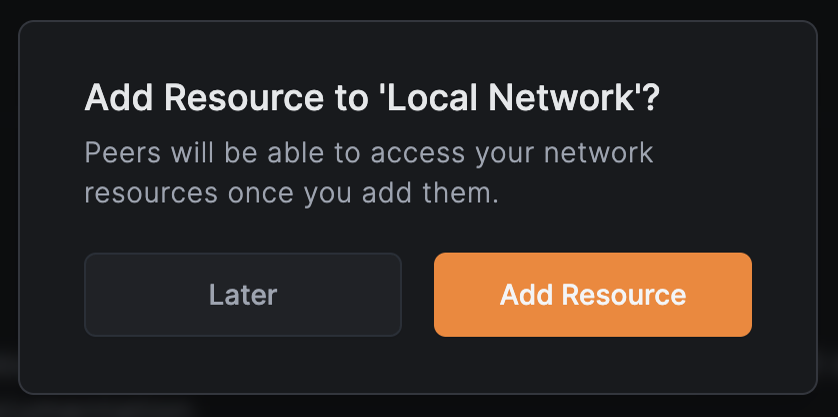 Add Resource to 'Local Network'?
Peers will be able to access your network
resources once you add them.
Later
Add Resource